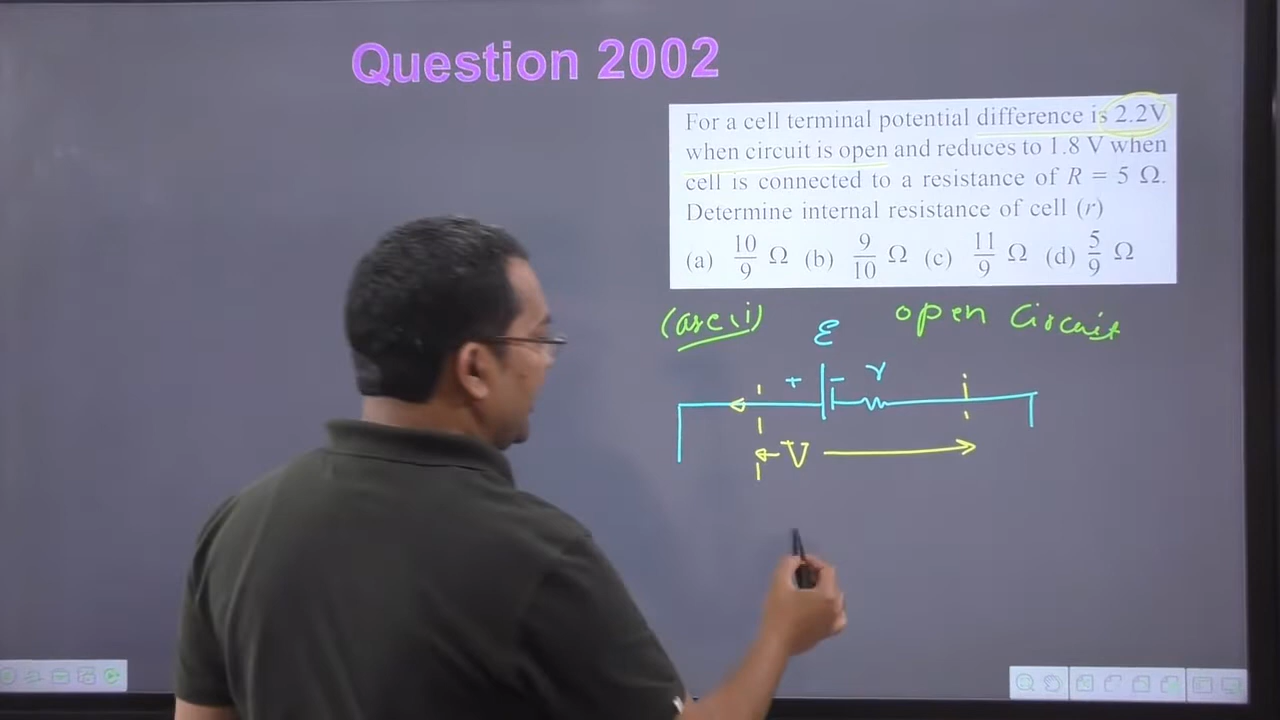 Question 2002
For a cell terminal potential difference is 2.2V
when circuit is open and reduces to 1.8 V when
cell is connected to a resistance of R = 5 Ω.
Determine internal resistance of cell (r)
(a) 10/9 Ω (b) 9/10 Ω (c) 11/9 Ω (d) 5/9 Ω
Case(i) open Circuit
ε
+ - r
V